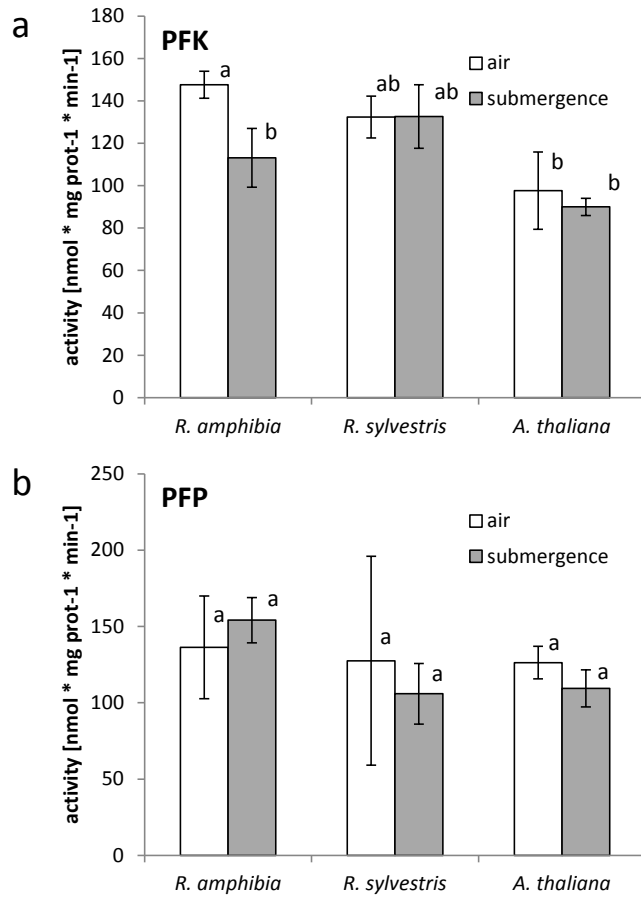 a
PFK
180
160
140
120
100
80
60
40
20
0
activity [nmol * mg prot-1 * min-1]
air
submergence
a
b
ab
ab
b
b
R. amphibia
R. sylvestris
A. thaliana
b
PFP
250
200
150
100
50
0
activity [nmol * mg prot-1 * min-1]
air
submergence
a
a
a
a
a
a
R. amphibia
R. sylvestris
A. thaliana